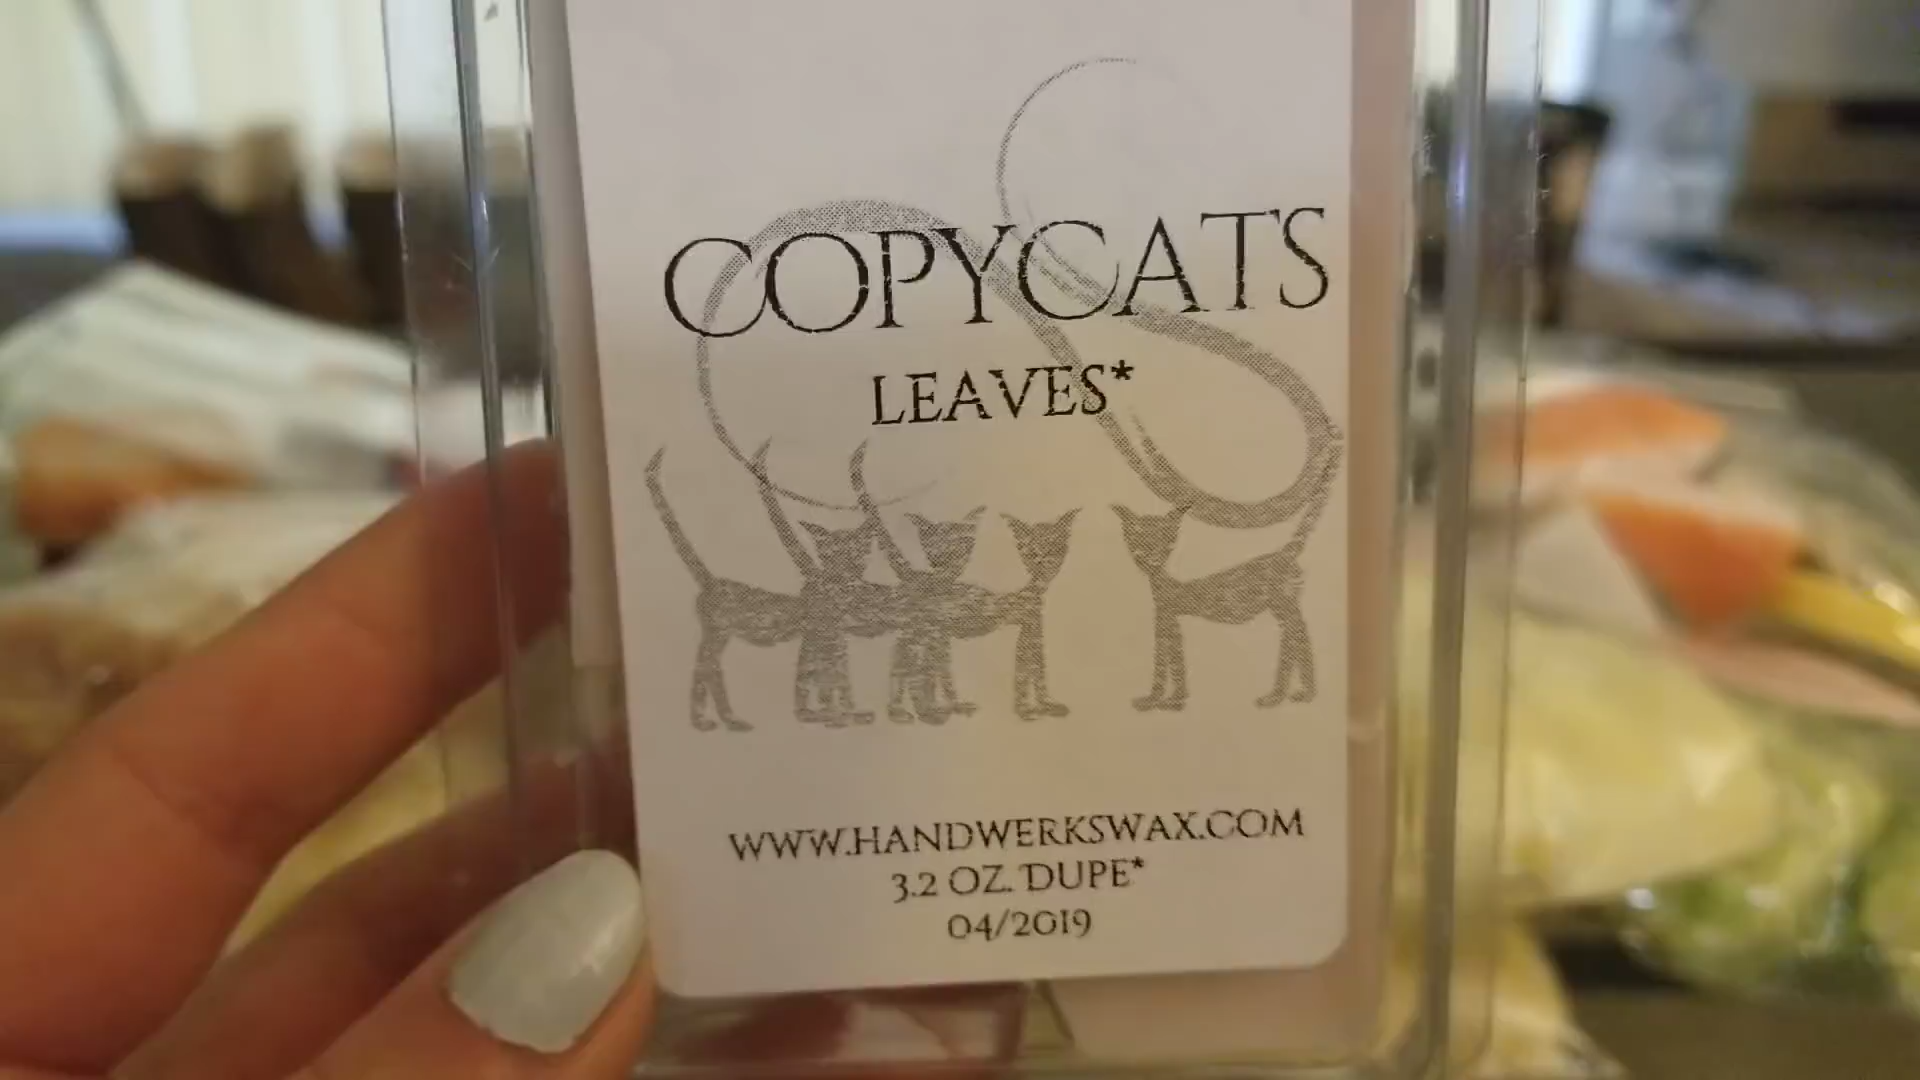 COPYCATS
LEAVES*
WWW.HANDWERKSWAX.COM
3.2 OZ. DUPE*
04/2019